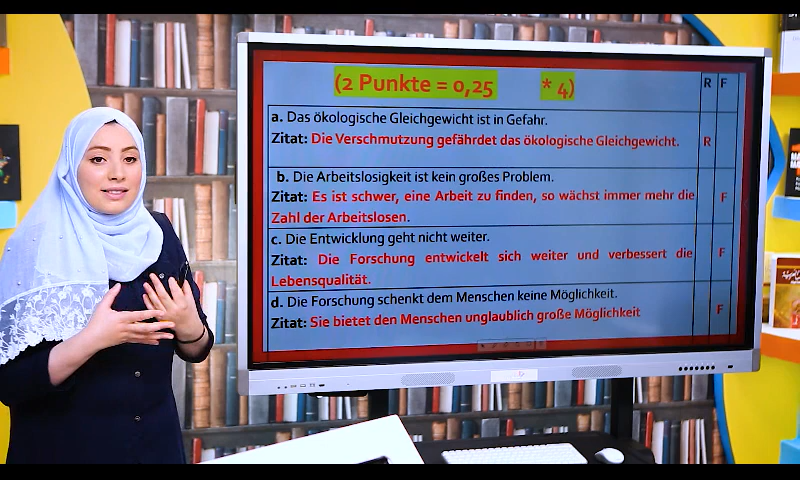 (2 Punkte = 0,25 * 4)
R F
a. Das ökologische Gleichgewicht ist in Gefahr.
Zitat: Die Verschmutzung gefährdet das ökologische Gleichgewicht. R
b. Die Arbeitslosigkeit ist kein großes Problem.
Zitat: Es ist schwer, eine Arbeit zu finden, so wächst immer mehr die F
Zahl der Arbeitslosen.
c. Die Entwicklung geht nicht weiter.
Zitat: Die Forschung entwickelt sich weiter und verbessert die F
Lebensqualität.
d. Die Forschung schenkt dem Menschen keine Möglichkeit.
Zitat: Sie bietet den Menschen unglaublich große Möglichkeit F